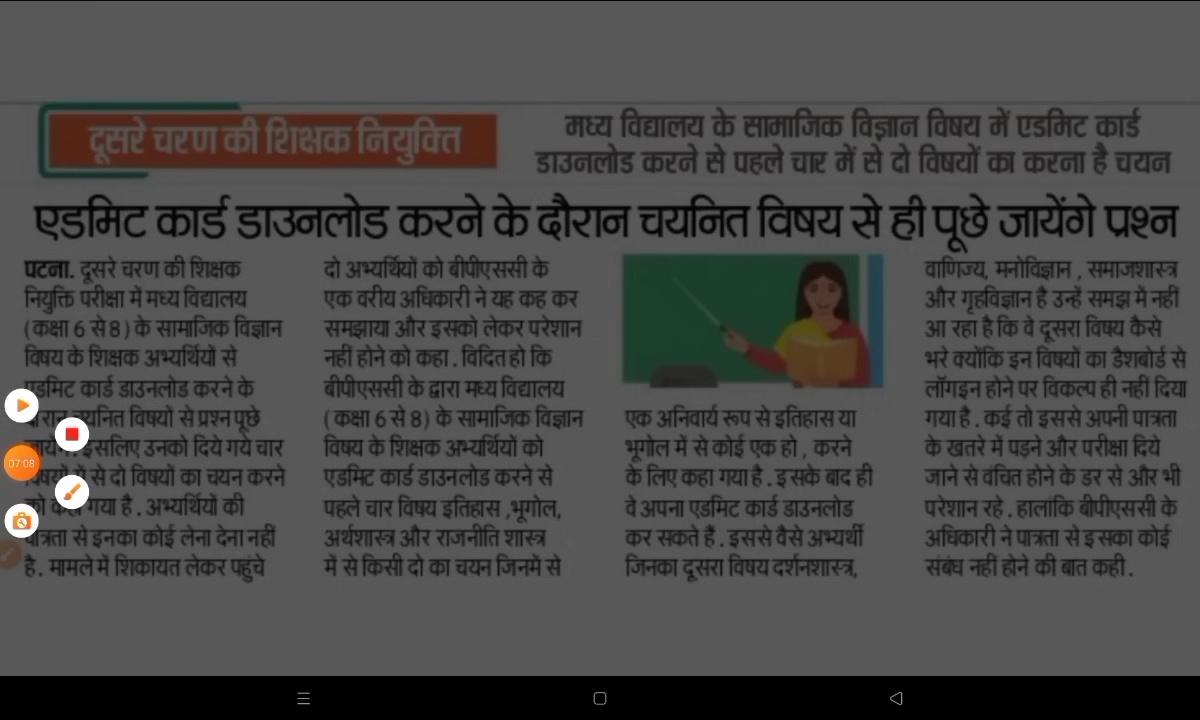 दूसरे चरण की शिक्षक नियुक्ति
मध्य विद्यालय के सामाजिक विज्ञान विषय में एडमिट कार्ड
डाउनलोड करने से पहले चार में से दो विषयों का करना है चयन
एडमिट कार्ड डाउनलोड करने के दौरान चयनित विषय से ही पूछे जायेंगे प्रश्न
पटना. दूसरे चरण की शिक्षक
नियुक्ति परीक्षा में मध्य विद्यालय
(कक्षा 6 से 8) के सामाजिक विज्ञान
विषय के शिक्षक अभ्यर्थियों से
एडमिट कार्ड डाउनलोड करने के
चयनित विषयों से प्रश्न पूछे
इसलिए उनको दिये गये चार
से दो विषयों का चयन करने
गया है . अभ्यर्थियों की
पात्रता से इनका कोई लेना देना नहीं
है . मामले में शिकायत लेकर पहुंचे
दो अभ्यर्थियों को बीपीएससी के
एक वरीय अधिकारी ने यह कह कर
समझाया और इसको लेकर परेशान
नहीं होने को कहा . विदित हो कि
बीपीएससी के द्वारा मध्य विद्यालय
(कक्षा 6 से 8) के सामाजिक विज्ञान
विषय के शिक्षक अभ्यर्थियों को
एडमिट कार्ड डाउनलोड करने से
पहले चार विषय इतिहास ,भूगोल,
अर्थशास्त्र और राजनीति शास्त्र
में से किसी दो का चयन जिनमें से
एक अनिवार्य रूप से इतिहास या
भूगोल में से कोई एक हो , करने
के लिए कहा गया है . इसके बाद ही
वे अपना एडमिट कार्ड डाउनलोड
कर सकते हैं . इससे वैसे अभ्यर्थी
जिनका दूसरा विषय दर्शनशास्त्र,
वाणिज्य, मनोविज्ञान , समाजशास्त्र
और गृहविज्ञान है उन्हें समझ में नहीं
आ रहा है कि वे दूसरा विषय कैसे
भरे क्योंकि इन विषयों का डैशबोर्ड से
लॉगइन होने पर विकल्प ही नहीं दिया
गया है . कई तो इससे अपनी पात्रता
के खतरे में पड़ने और परीक्षा दिये
जाने से वंचित होने के डर से और भी
परेशान रहे . हालांकि बीपीएससी के
अधिकारी ने पात्रता से इसका कोई
संबंध नहीं होने की बात कही .
07:08